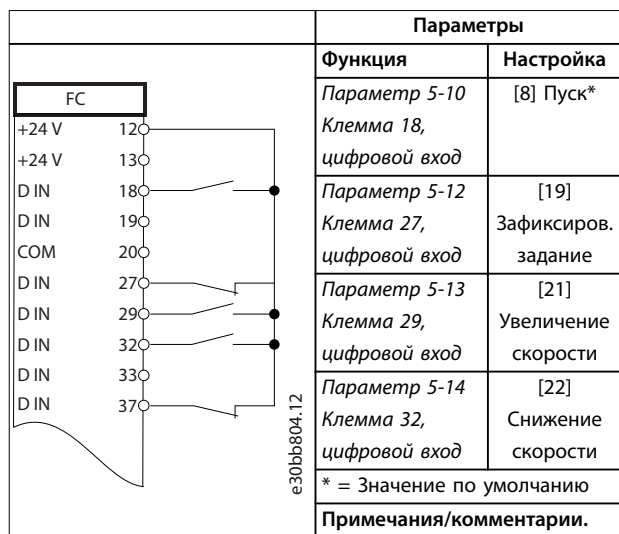 FC
+24 V 12
+24 V 13
D IN 18
D IN 19
COM 20
D IN 27
D IN 29
D IN 32
D IN 33
D IN 37
e30bb804.12
Параметры
Функция Настройка
Параметр 5-10 [8] Пуск*
Клемма 18,
цифровой вход
Параметр 5-12 [19]
Клемма 27, Зафиксиров.
цифровой вход задание
Параметр 5-13 [21]
Клемма 29, Увеличение
цифровой вход скорости
Параметр 5-14 [22]
Клемма 32, Снижение
цифровой вход скорости
* = Значение по умолчанию
Примечания/комментарии.